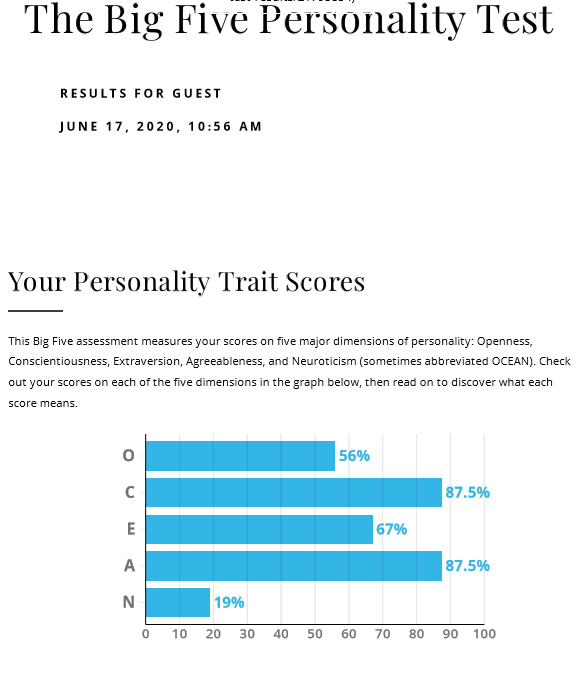 The Big Five Personality Test
RESULTS FOR GUEST
JUNE 17, 2020, 10:56 AM
Your Personality Trait Scores
This Big Five assessment measures your scores on five major dimensions of personality: Openness,
Conscientiousness, Extraversion, Agreeableness, and Neuroticism (sometimes abbreviated OCEAN). Check
out your scores on each of the five dimensions in the graph below, then read on to discover what each
score means.
O 56%
C 87.5%
E 67%
A 87.5%
N 19%
0 10 20 30 40 50 60 70 80 90 100